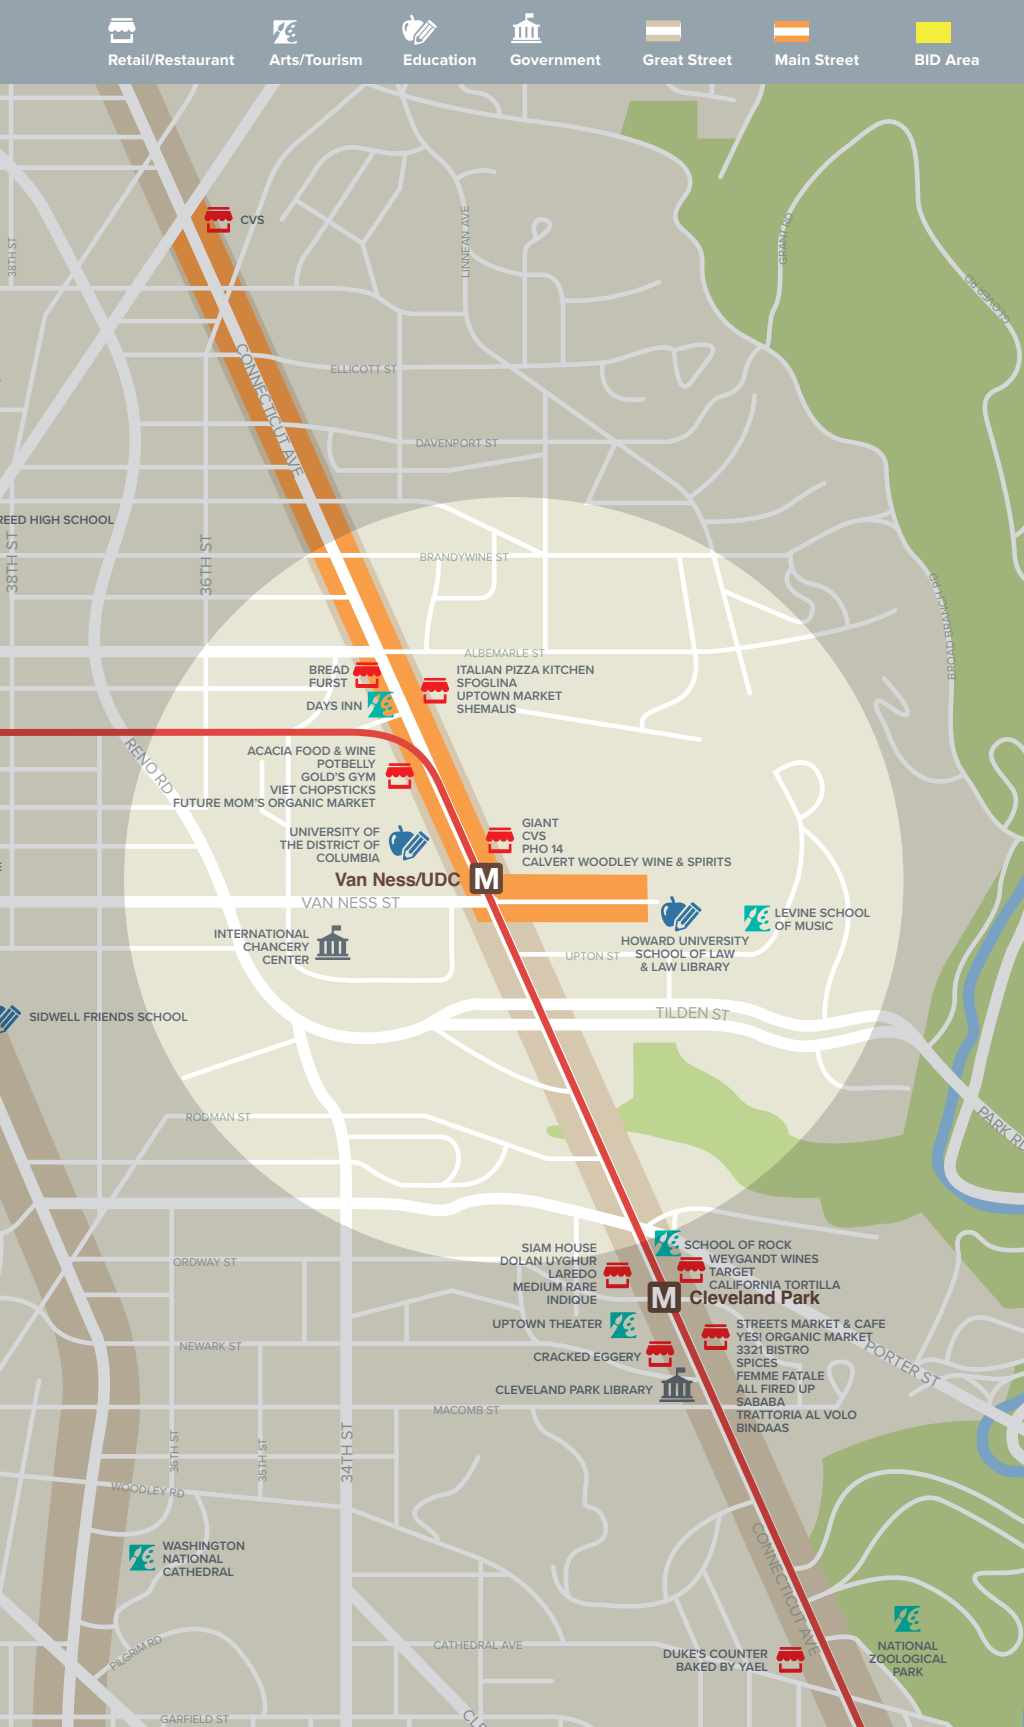 Retail/Restaurant
Arts/Tourism
Education
Government
Great Street
Main Street
BID Area
CVS
38TH ST
LINNEAN AVE
GRANT RD
GLOVER RD
CONNECTICUT AVE
ELLICOTT ST
DAVENPORT ST
REED HIGH SCHOOL
38TH ST
36TH ST
BRANDYWINE ST
BROAD BRANCH RD
ALBEMARLE ST
BREAD
FURST
DAYS INN
ITALIAN PIZZA KITCHEN
SFOGLINA
UPTOWN MARKET
SHEMALIS
RENO RD
ACACIA FOOD & WINE
POTBELLY
GOLD'S GYM
VIET CHOPSTICKS
FUTURE MOM'S ORGANIC MARKET
UNIVERSITY OF
THE DISTRICT OF
COLUMBIA
GIANT
CVS
PHO 14
CALVERT WOODLEY WINE & SPIRITS
M
Van Ness/UDC
VAN NESS ST
INTERNATIONAL
CHANCERY
CENTER
LEVINE SCHOOL
OF MUSIC
HOWARD UNIVERSITY
SCHOOL OF LAW
& LAW LIBRARY
UPTON ST
TILDEN ST
SIDWELL FRIENDS SCHOOL
PARK RD
RODMAN ST
ORDWAY ST
SIAM HOUSE
DOLAN UYGHUR
LAREDO
MEDIUM RARE
INDIQUE
SCHOOL OF ROCK
WEYGANDT WINES
TARGET
CALIFORNIA TORTILLA
M
Cleveland Park
UPTOWN THEATER
CRACKED EGGERY
CLEVELAND PARK LIBRARY
STREETS MARKET & CAFE
YES! ORGANIC MARKET
3321 BISTRO
SPICES
FEMME FATALE
ALL FIRED UP
SABABA
TRATTORIA AL VOLO
BINDAAS
PORTER ST
NEWARK ST
MACOMB ST
36TH ST
35TH ST
34TH ST
WOODLEY RD
WASHINGTON
NATIONAL
CATHEDRAL
CONNECTICUT AVE
PILGRIM RD
CATHEDRAL AVE
DUKE'S COUNTER
BAKED BY YAEL
NATIONAL
ZOOLOGICAL
PARK
GARFIELD ST